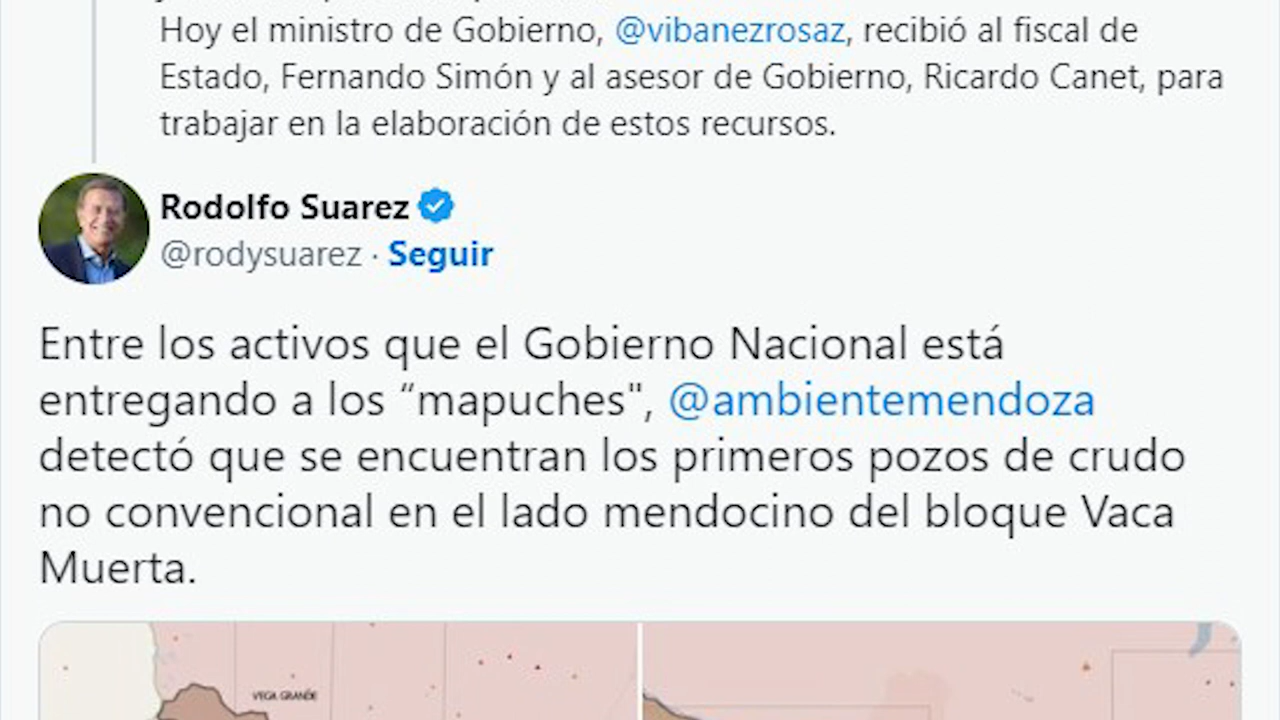 Hoy el ministro de Gobierno, @vibanezrosaz, recibió al fiscal de
Estado, Fernando Simón y al asesor de Gobierno, Ricardo Canet, para
trabajar en la elaboración de estos recursos.
Rodolfo Suarez
@rodysuarez · Seguir
Entre los activos que el Gobierno Nacional está
entregando a los “mapuches", @ambientemendoza
detectó que se encuentran los primeros pozos de crudo
no convencional en el lado mendocino del bloque Vaca
Muerta.
VEGA GRANDE